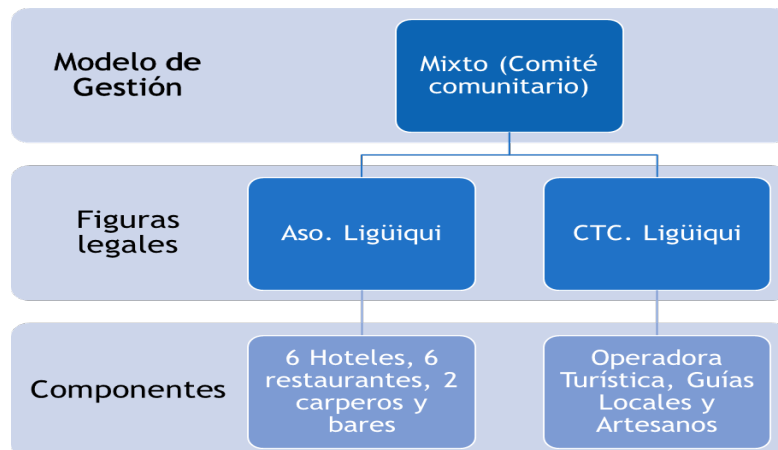 Modelo de
Gestión
Mixto (Comité
comunitario)
Figuras
legales
Aso. Ligüiqui
CTC. Ligüiqui
Componentes
6 Hoteles, 6
restaurantes, 2
carperos y
bares
Operadora
Turística, Guías
Locales y
Artesanos